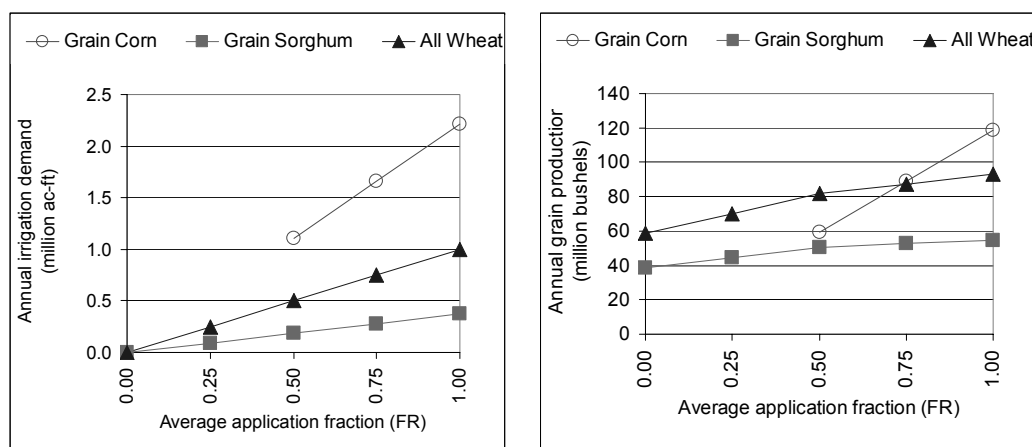 Grain Corn Grain Sorghum All Wheat
Annual irrigation demand
(million ac-ft)
2.5
2.0
1.5
1.0
0.5
0.0
0.00 0.25 0.50 0.75 1.00
Average application fraction (FR)
Grain Corn Grain Sorghum All Wheat
Annual grain production
(million bushels)
140
120
100
80
60
40
20
0
0.00 0.25 0.50 0.75 1.00
Average application fraction (FR)